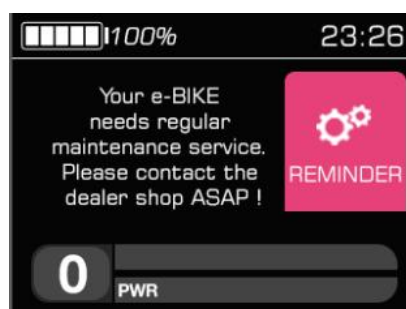 100%
23:26
Your e-BIKE
needs regular
maintenance service.
Please contact the
dealer shop ASAP !
REMINDER
0
PWR